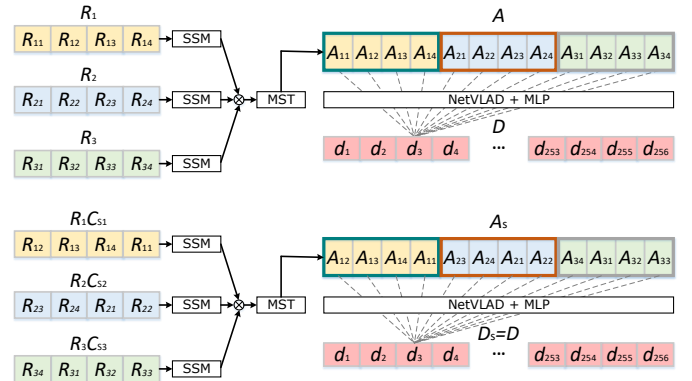 R1
R11 R12 R13 R14 SSM
R2
R21 R22 R23 R24 SSM
R3
R31 R32 R33 R34 SSM
MST
A
A11 A12 A13 A14 A21 A22 A23 A24 A31 A32 A33 A34
NetVLAD + MLP
D
d1 d2 d3 d4 ... d253 d254 d255 d256
R1CS1
R12 R13 R14 R11 SSM
R2CS2
R23 R24 R21 R22 SSM
R3CS3
R34 R31 R32 R33 SSM
MST
As
A12 A13 A14 A11 A23 A24 A21 A22 A34 A31 A32 A33
NetVLAD + MLP
Ds=D
d1 d2 d3 d4 ... d253 d254 d255 d256